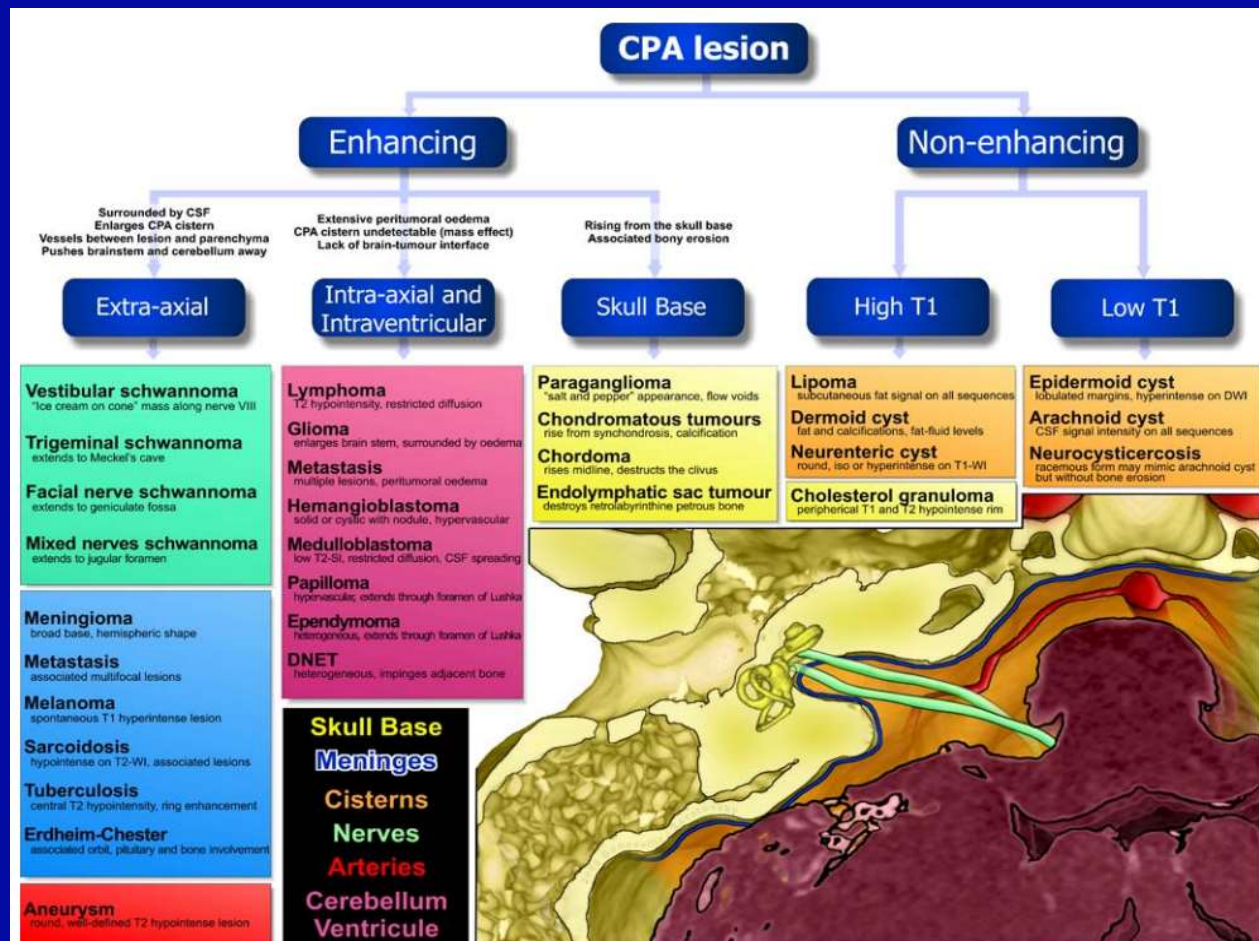 CPA lesion
Enhancing
Non-enhancing
Surrounded by CSF
Enlarges CPA cistern
Vessels between lesion and parenchyma
Pushes brainstem and cerebellum away
Extensive peritumoral oedema
CPA cistern undetectable (mass effect)
Lack of brain-tumour interface
Rising from the skull base
Associated bony erosion
Extra-axial
Intra-axial and
Intraventricular
Skull Base
High T1
Low T1
Vestibular schwannoma
"Ice cream on cone" mass along nerve VIII
Trigeminal schwannoma
extends to Meckel's cave
Facial nerve schwannoma
extends to geniculate fossa
Mixed nerves schwannoma
extends to jugular foramen
Meningioma
broad base, hemispheric shape
Metastasis
associated multifocal lesions
Melanoma
spontaneous T1 hyperintense lesion
Sarcoidosis
hypointense on T2-WI, associated lesions
Tuberculosis
central T2 hypointensity, ring enhancement
Erdheim-Chester
associated orbit, pituitary and bone involvement
Aneurysm
round, well-defined T2 hypointense lesion
Lymphoma
T2 hypointensity, restricted diffusion
Glioma
enlarges brain stem, surrounded by oedema
Metastasis
multiple lesions, peritumoral oedema
Hemangioblastoma
solid or cystic with nodule, hypervascular
Medulloblastoma
low T2-SI, restricted diffusion, CSF spreading
Papilloma
hypervascular, extends through foramen of Lushka
Ependymoma
heterogeneous, extends through foramen of Lushka
DNET
heterogeneous, impinges adjacent bone
Paraganglioma
"salt and pepper" appearance, flow voids
Chondromatous tumours
rise from synchondrosis, calcification
Chordoma
rises midline, destructs the clivus
Endolymphatic sac tumour
destroys retrolabyrinthine petrous bone
Lipoma
subcutaneous fat signal on all sequences
Dermoid cyst
fat and calcifications, fat-fluid levels
Neurenteric cyst
round, iso or hyperintense on T1-WI
Cholesterol granuloma
peripherical T1 and T2 hypointense rim
Epidermoid cyst
lobulated margins, hyperintense on DWI
Arachnoid cyst
CSF signal intensity on all sequences
Neurocysticercosis
racemous form may mimic arachnoid cyst
but without bone erosion
Skull Base
Meninges
Cisterns
Nerves
Arteries
Cerebellum
Ventricule